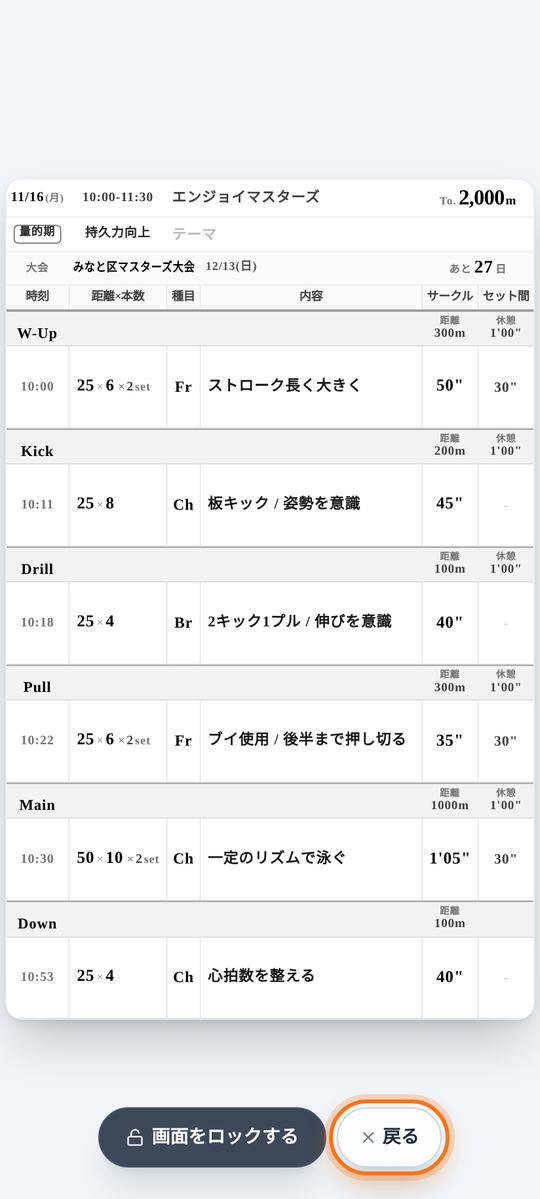 11/16(月) 10:00-11:30 エンジョイマスターズ To. 2,000m
量的期 持久力向上 テーマ
大会 みなと区マスターズ大会 12/13(日) あと 27 日
時刻 距離×本数 種目 内容 サークル セット間
W-Up 距離 300m 休憩 1'00"
10:00 25×6×2set Fr ストローク長く大きく 50" 30"
Kick 距離 200m 休憩 1'00"
10:11 25×8 Ch 板キック / 姿勢を意識 45" -
Drill 距離 100m 休憩 1'00"
10:18 25×4 Br 2キック1プル / 伸びを意識 40" -
Pull 距離 300m 休憩 1'00"
10:22 25×6×2set Fr ブイ使用 / 後半まで押し切る 35" 30"
Main 距離 1000m 休憩 1'00"
10:30 50×10×2set Ch 一定のリズムで泳ぐ 1'05" 30"
Down 距離 100m
10:53 25×4 Ch 心拍数を整える 40" -
画面をロックする × 戻る